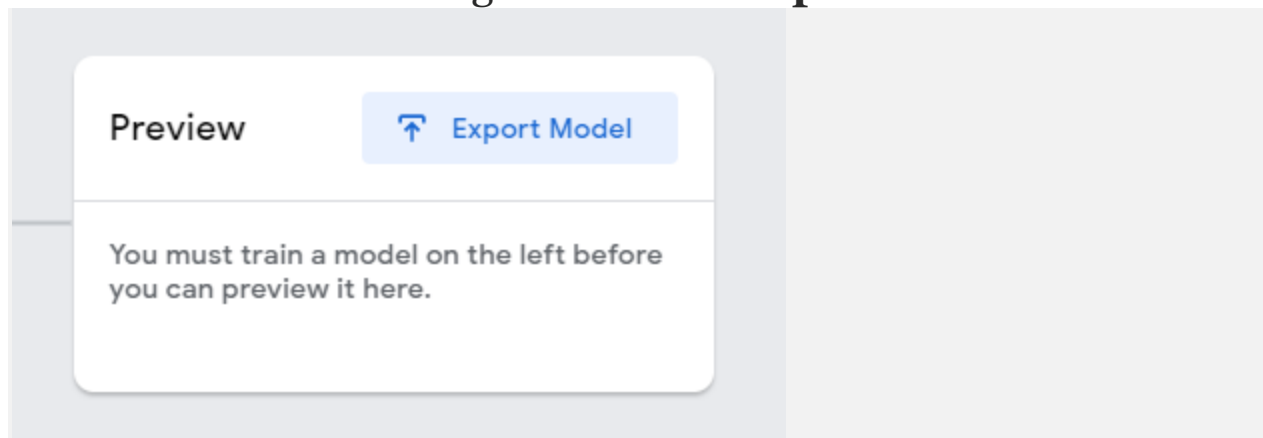 Preview
Export Model
You must train a model on the left before
you can preview it here.